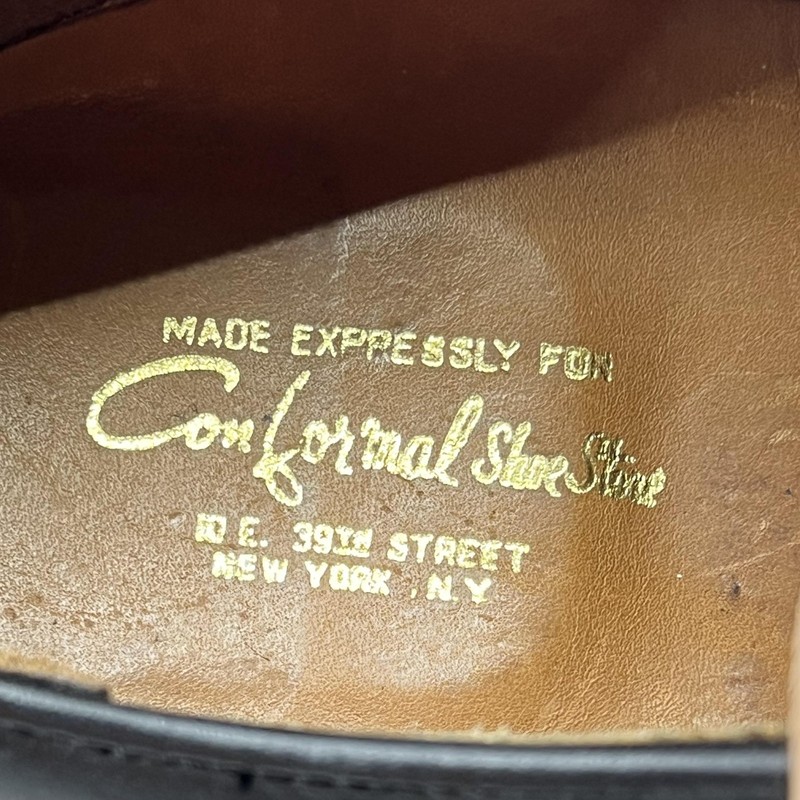 MADE EXPRESSLY FOR
Conformal Shoe Store
10 E. 39TH STREET
NEW YORK , N.Y